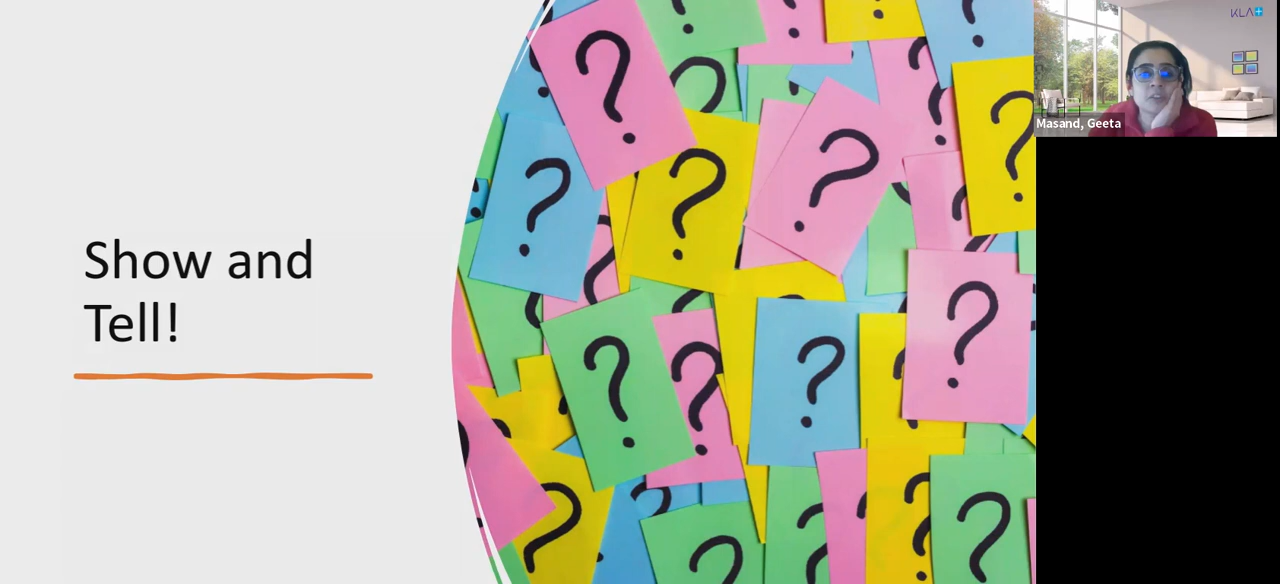 Show and
Tell!
KLA+
Masand, Geeta
? ? ? ? ? ? ? ? ? ?